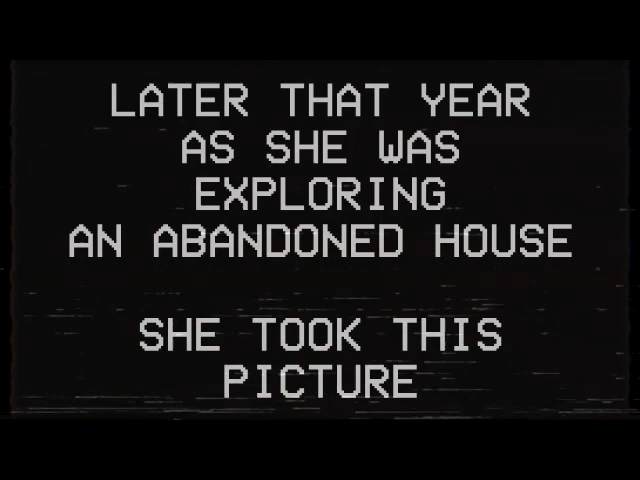 LATER THAT YEAR
AS SHE WAS
EXPLORING
AN ABANDONED HOUSE
SHE TOOK THIS
PICTURE